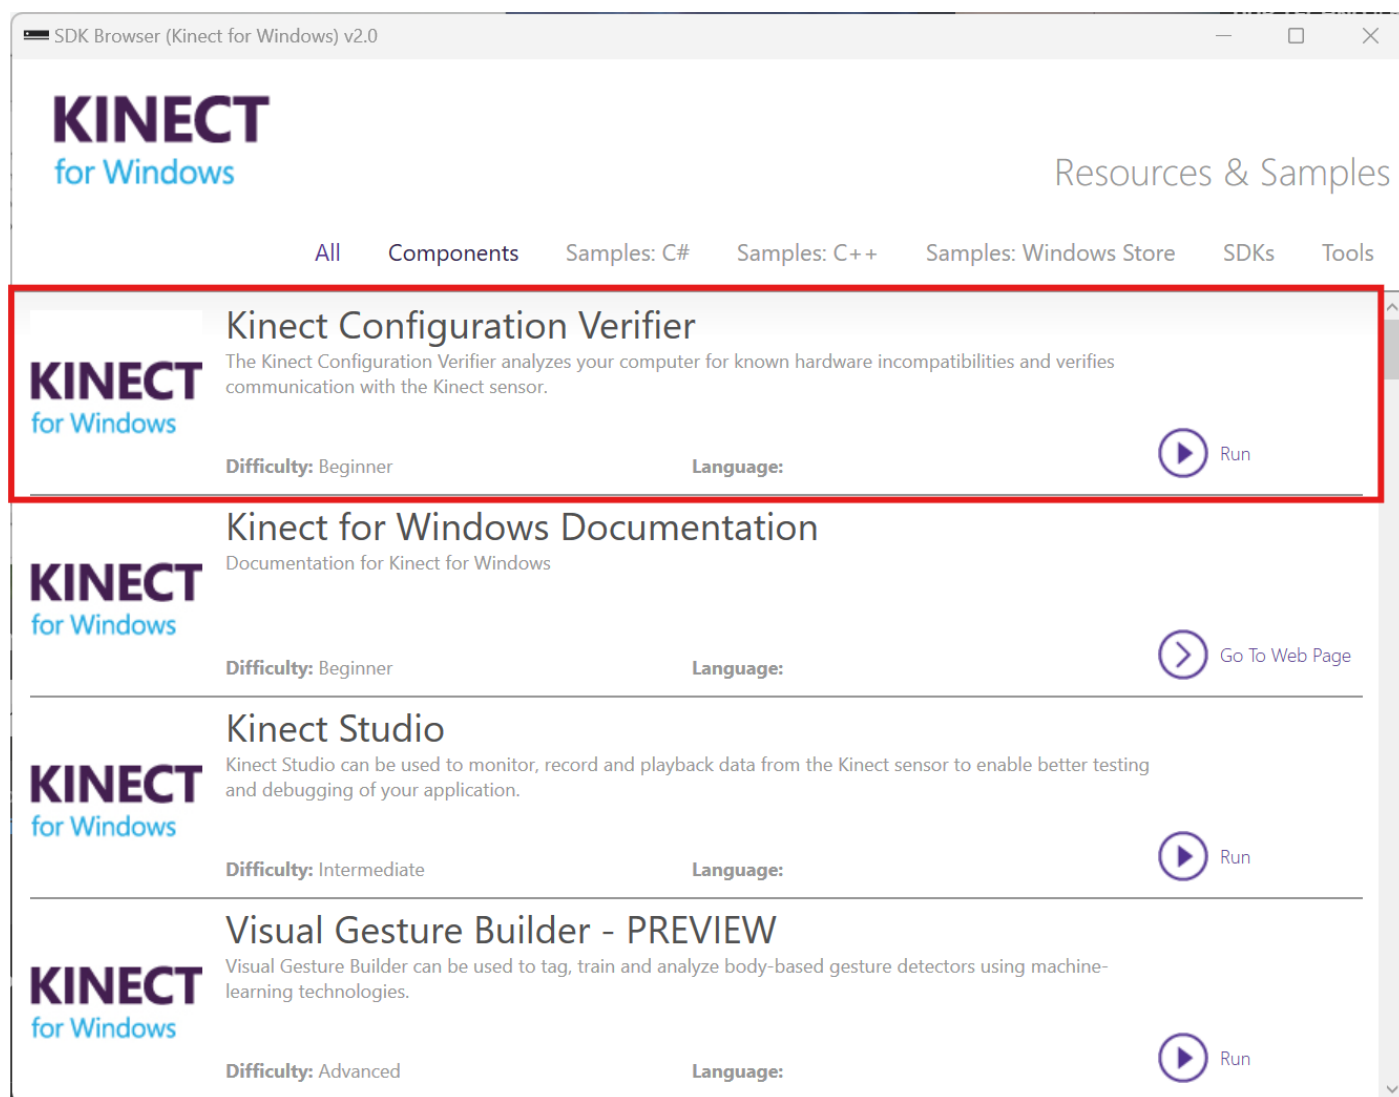 SDK Browser (Kinect for Windows) v2.0
KINECT
for Windows
Resources & Samples
All Components Samples: C# Samples: C++ Samples: Windows Store SDKs Tools
KINECT
for Windows
Kinect Configuration Verifier
The Kinect Configuration Verifier analyzes your computer for known hardware incompatibilities and verifies
communication with the Kinect sensor.
Difficulty: Beginner Language:
Run
KINECT
for Windows
Kinect for Windows Documentation
Documentation for Kinect for Windows
Difficulty: Beginner Language:
Go To Web Page
KINECT
for Windows
Kinect Studio
Kinect Studio can be used to monitor, record and playback data from the Kinect sensor to enable better testing
and debugging of your application.
Difficulty: Intermediate Language:
Run
KINECT
for Windows
Visual Gesture Builder - PREVIEW
Visual Gesture Builder can be used to tag, train and analyze body-based gesture detectors using machine-
learning technologies.
Difficulty: Advanced Language:
Run